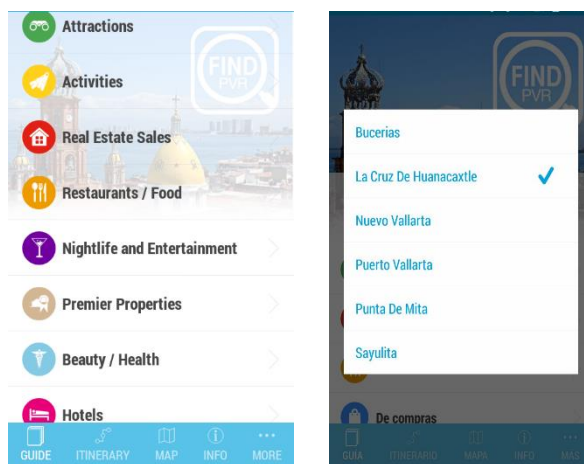 Attractions
FIND
PVR
Activities
Real Estate Sales
Restaurants / Food
Nightlife and Entertainment
Premier Properties
Beauty / Health
Hotels
GUIDE ITINERARY MAP INFO MORE
FIND
PVR
Bucerias
La Cruz De Huanacaxtle
Nuevo Vallarta
Puerto Vallarta
Punta De Mita
Sayulita
De compras
GUIA ITINERARIO MAPA INFO MAS